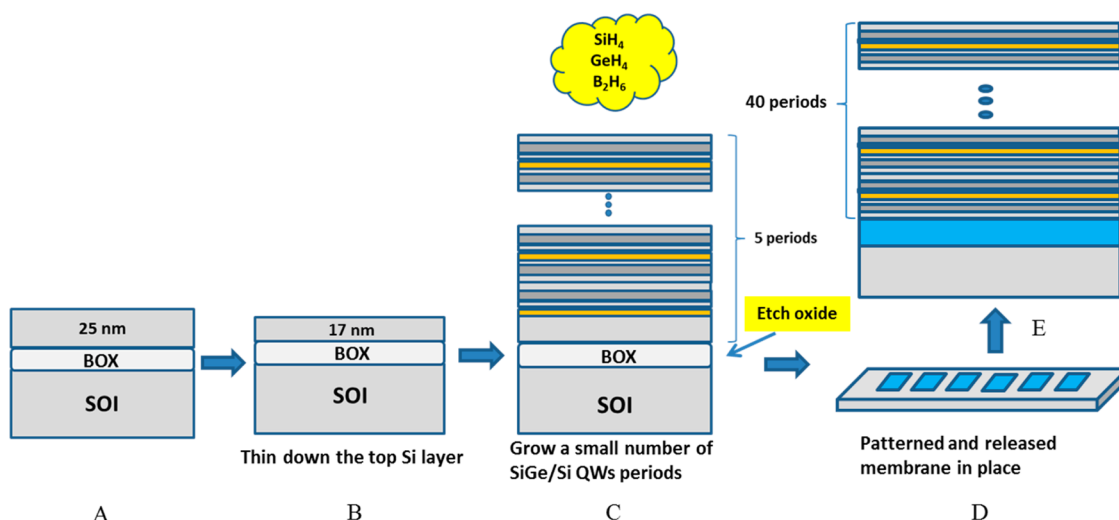 SiH₄
GeH₄
B₂H₆
40 periods
5 periods
Etch oxide
25 nm
BOX
SOI
17 nm
BOX
SOI
BOX
SOI
E
Thin down the top Si layer
Grow a small number of
SiGe/Si QWs periods
Patterned and released
membrane in place
A
B
C
D